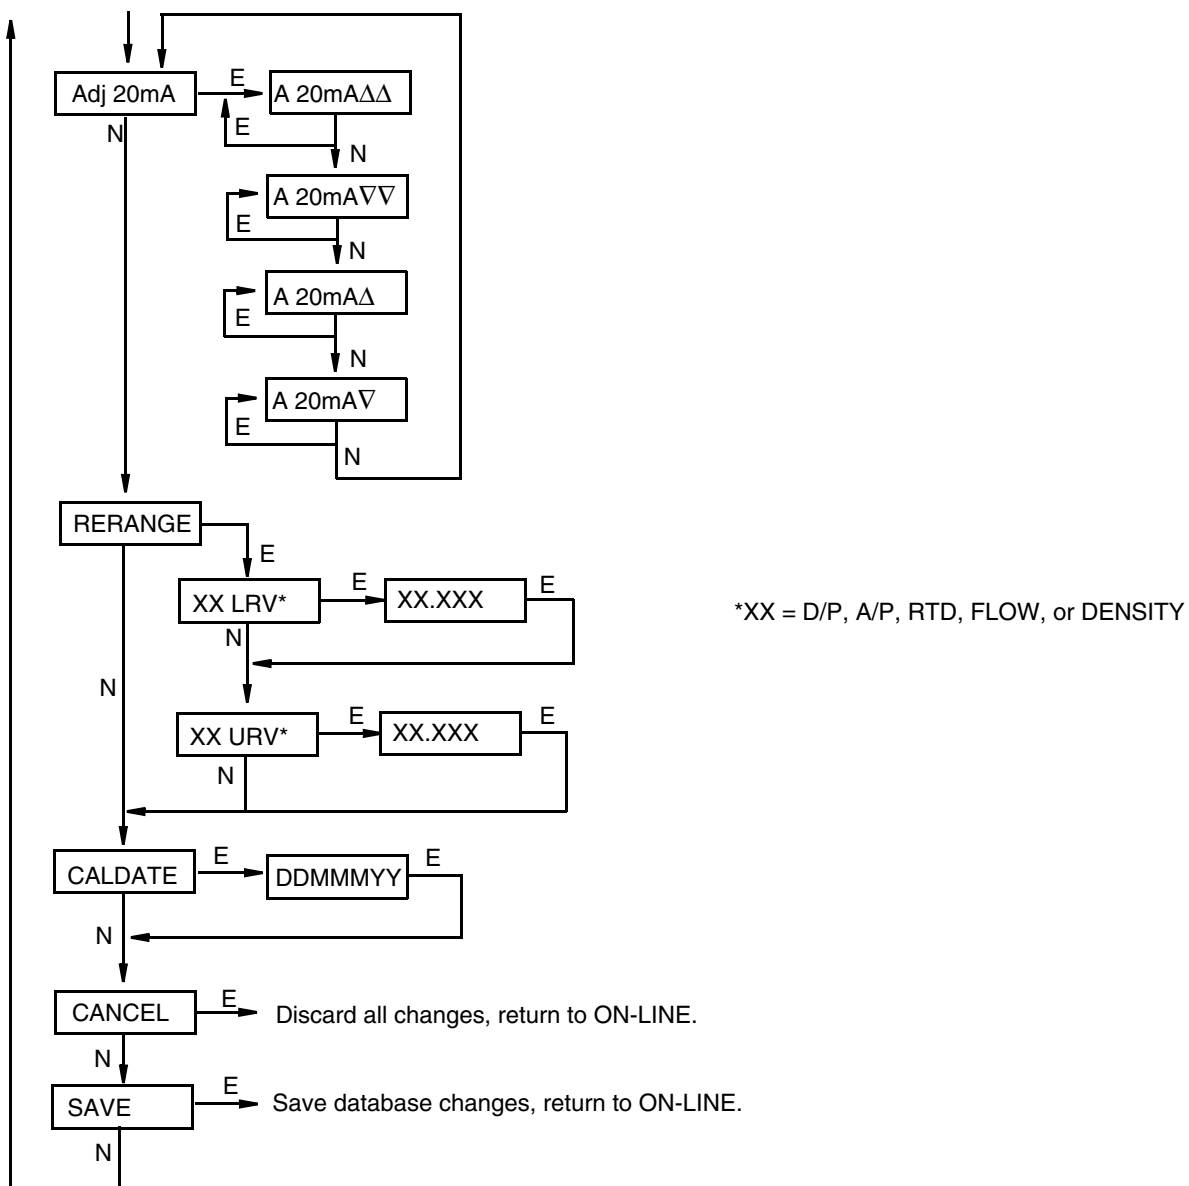 Adj 20mA
E
A 20mA∆∆
E
N
N
A 20mA∇∇
E
N
A 20mA∆
E
N
A 20mA∇
E
N
RERANGE
E
XX LRV*
E
XX.XXX
E
*XX = D/P, A/P, RTD, FLOW, or DENSITY
N
N
XX URV*
E
XX.XXX
E
N
CALDATE
E
DDMMMYY
E
N
CANCEL
E
Discard all changes, return to ON-LINE.
N
SAVE
E
Save database changes, return to ON-LINE.
N